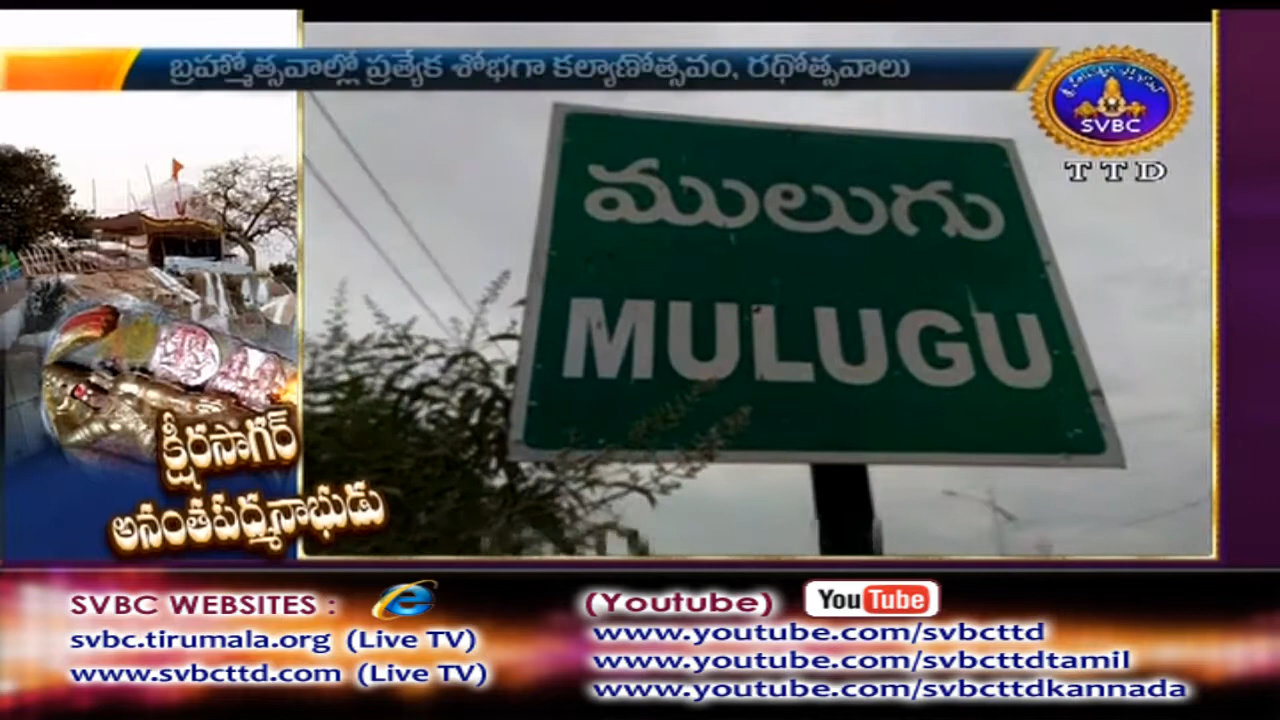 బ్రహ్మోత్సవాల్లో ప్రత్యేక శోభగా కల్యాణోత్సవం, రథోత్సవాలు
SVBC
TTD
ములుగు
MULUGU
క్షీరసాగర్
అనంతపద్మనాభుడు
SVBC WEBSITES :
svbc.tirumala.org (Live TV)
www.svbcttd.com (Live TV)
(Youtube)
YouTube
www.youtube.com/svbcttd
www.youtube.com/svbcttdtamil
www.youtube.com/svbcttdkannada